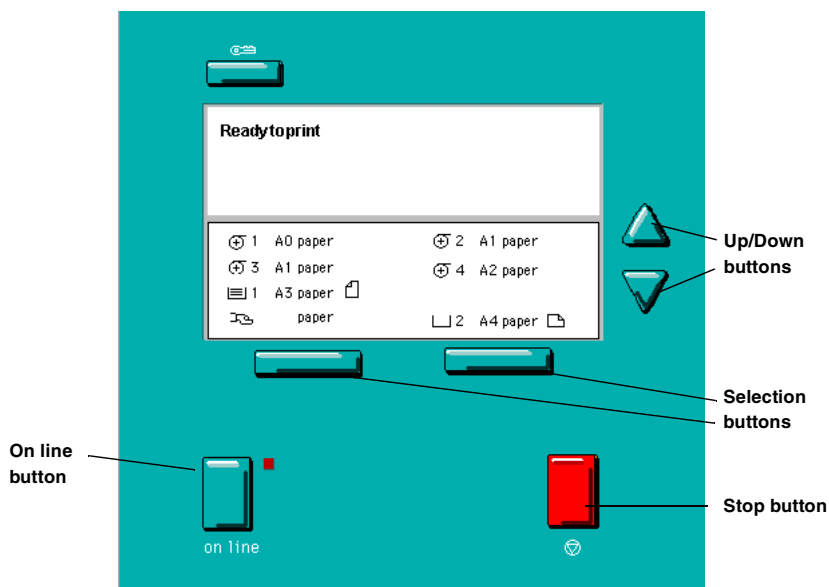 Readytoprint
1 A0 paper 2 A1 paper
3 A1 paper 4 A2 paper
1 A3 paper
paper 2 A4 paper
Up/Down
buttons
Selection
buttons
On line
button
Stop button
on line